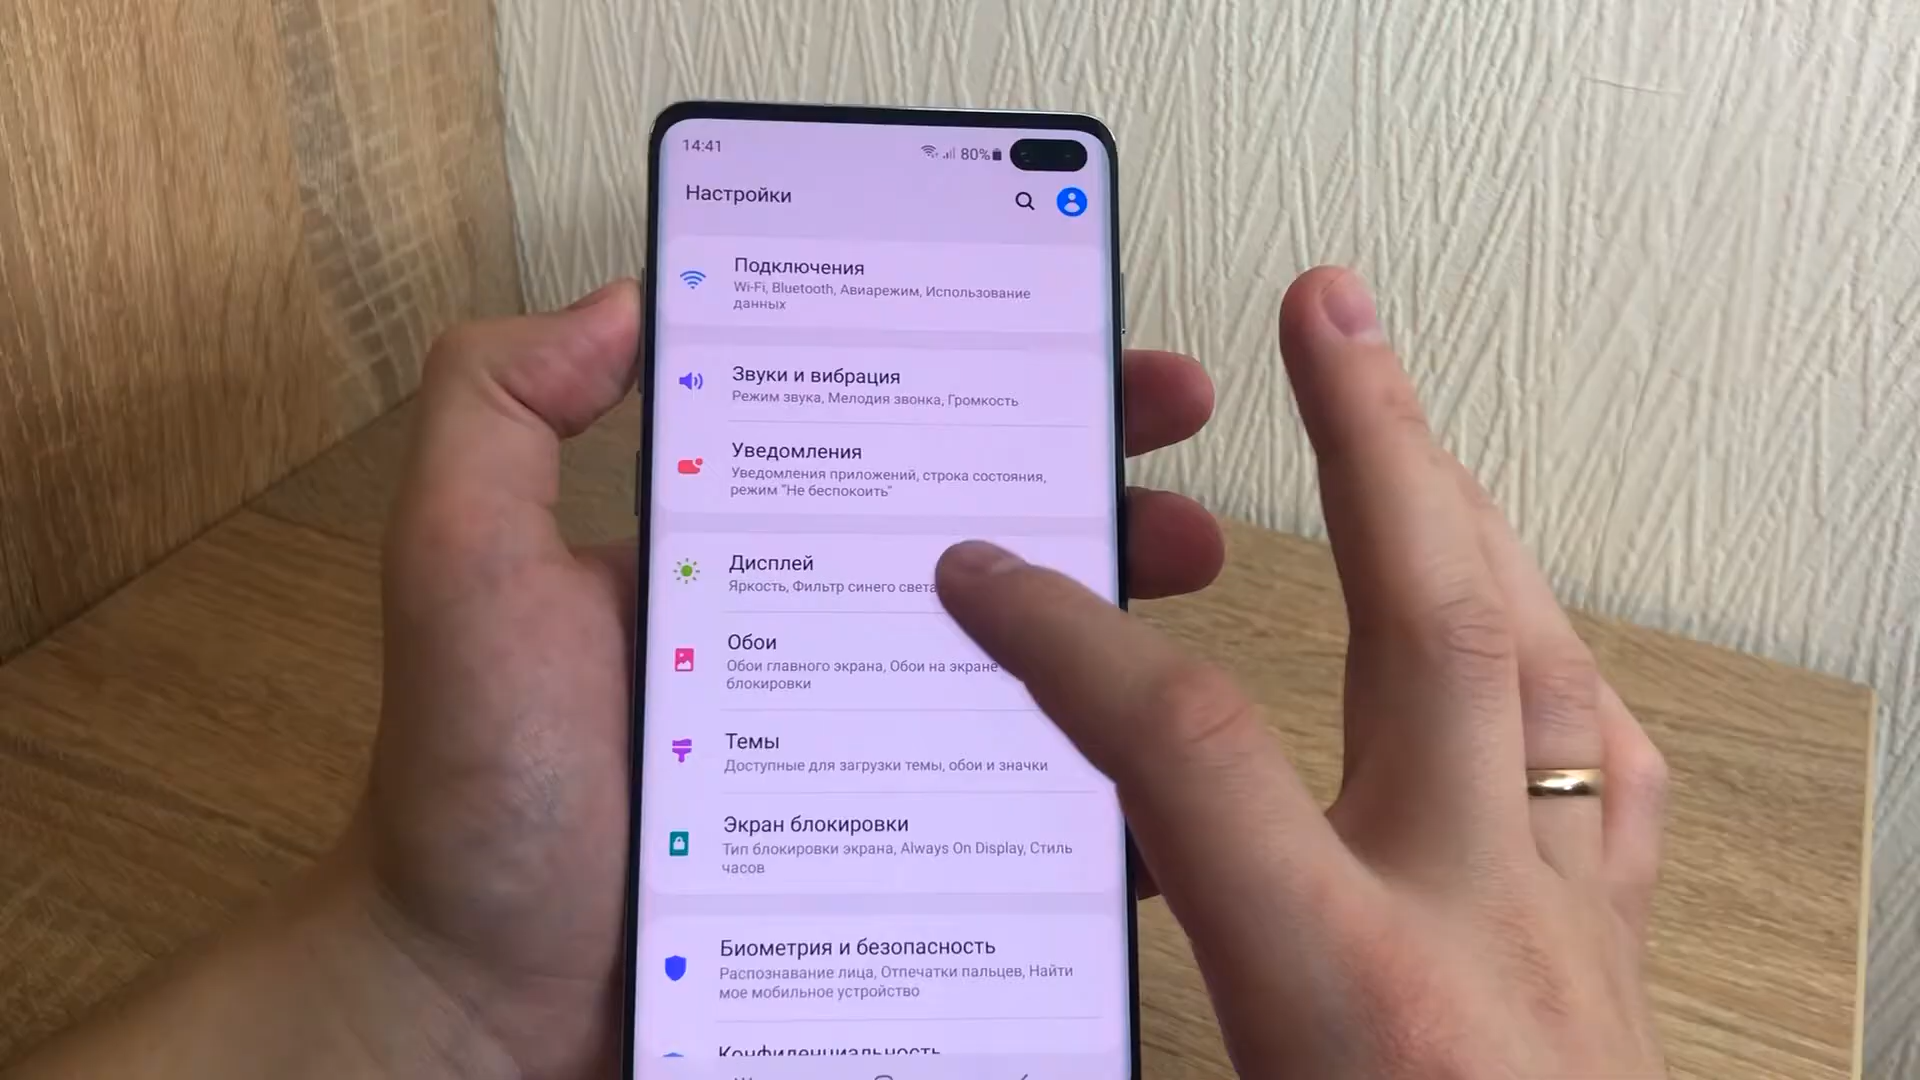 14:41
80%
Настройки
Подключения
Wi-Fi, Bluetooth, Авиарежим, Использование
данных
Звуки и вибрация
Режим звука, Мелодия звонка, Громкость
Уведомления
Уведомления приложений, строка состояния,
режим "Не беспокоить"
Дисплей
Яркость, Фильтр синего света
Обои
Обои главного экрана, Обои на экране
блокировки
Темы
Доступные для загрузки темы, обои и значки
Экран блокировки
Тип блокировки экрана, Always On Display, Стиль
часов
Биометрия и безопасность
Распознавание лица, Отпечатки пальцев, Найти
мое мобильное устройство
Конфиденциальность